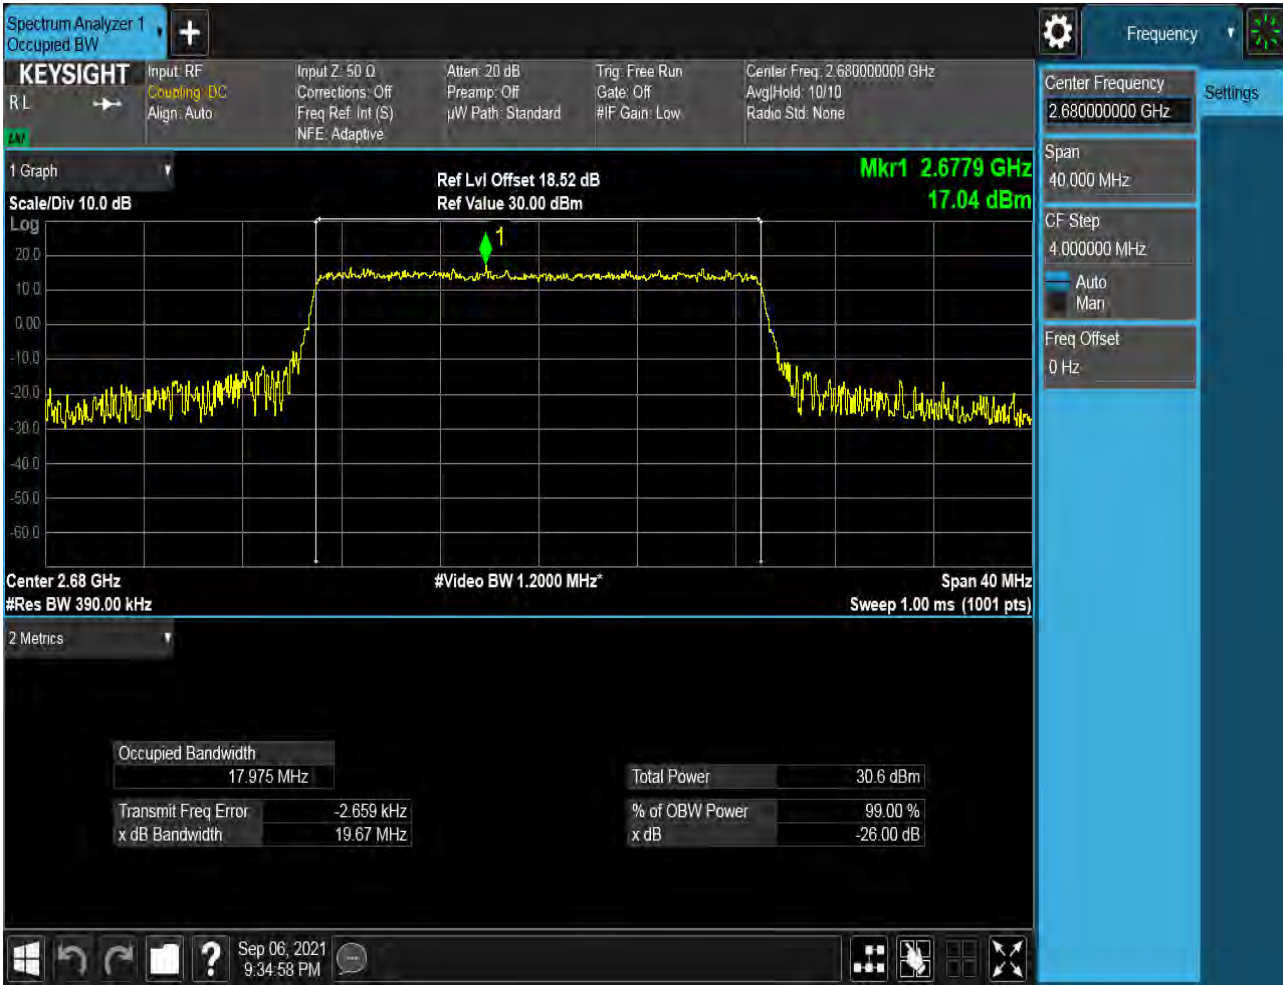 Spectrum Analyzer 1
Occupied BW
Frequency
KEYSIGHT
R L
Input: RF
Coupling: DC
Align: Auto
Input Z: 50 Ω
Corrections: Off
Freq Ref: Int (S)
NFE: Adaptive
Atten: 20 dB
Preamp: Off
µW Path: Standard
Trig: Free Run
Gate: Off
#IF Gain: Low
Center Freq: 2.680000000 GHz
Avg|Hold: 10/10
Radio Std: None
Center Frequency
2.680000000 GHz
Settings
Span
40.000 MHz
CF Step
4.000000 MHz
Auto
Man
Freq Offset
0 Hz
1 Graph
Scale/Div 10.0 dB
Log
Ref Lvl Offset 18.52 dB
Ref Value 30.00 dBm
Mkr1 2.6779 GHz
17.04 dBm
1
20.0
10.0
0.00
-10.0
-20.0
-30.0
-40.0
-50.0
-60.0
Center 2.68 GHz
#Video BW 1.2000 MHz*
Span 40 MHz
#Res BW 390.00 kHz
Sweep 1.00 ms (1001 pts)
2 Metrics
Occupied Bandwidth
17.975 MHz
Total Power 30.6 dBm
Transmit Freq Error -2.659 kHz
% of OBW Power 99.00 %
x dB Bandwidth 19.67 MHz
x dB -26.00 dB
Sep 06, 2021
9:34:58 PM